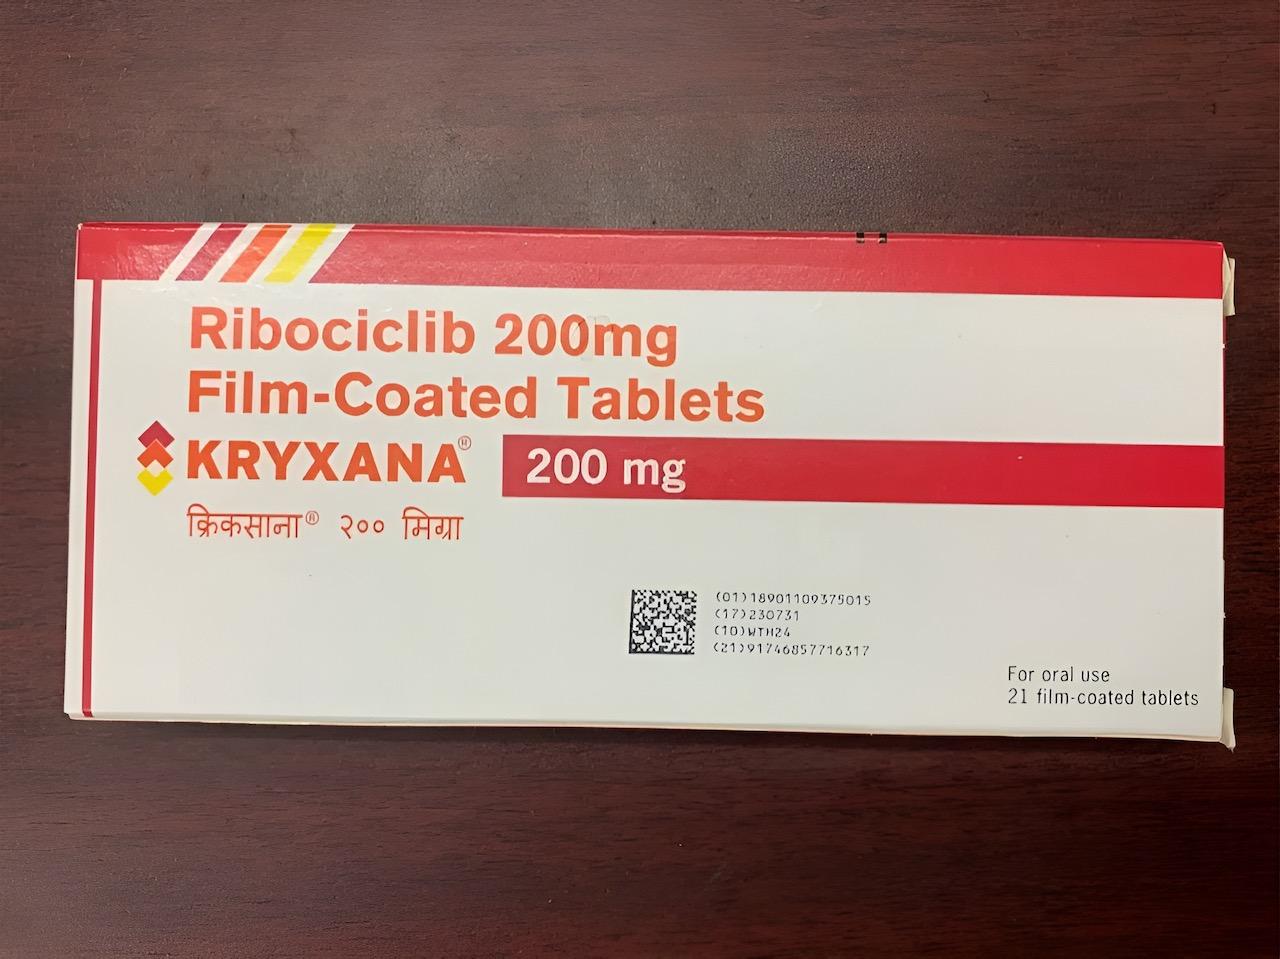 Ribociclib 200mg
Film-Coated Tablets
KRYXANA® 200 mg
क्रिकसाना® २०० मिग्रा
(01)18901109375015
(17)230731
(10)WTH24
(21)91746857716317
For oral use
21 film-coated tablets